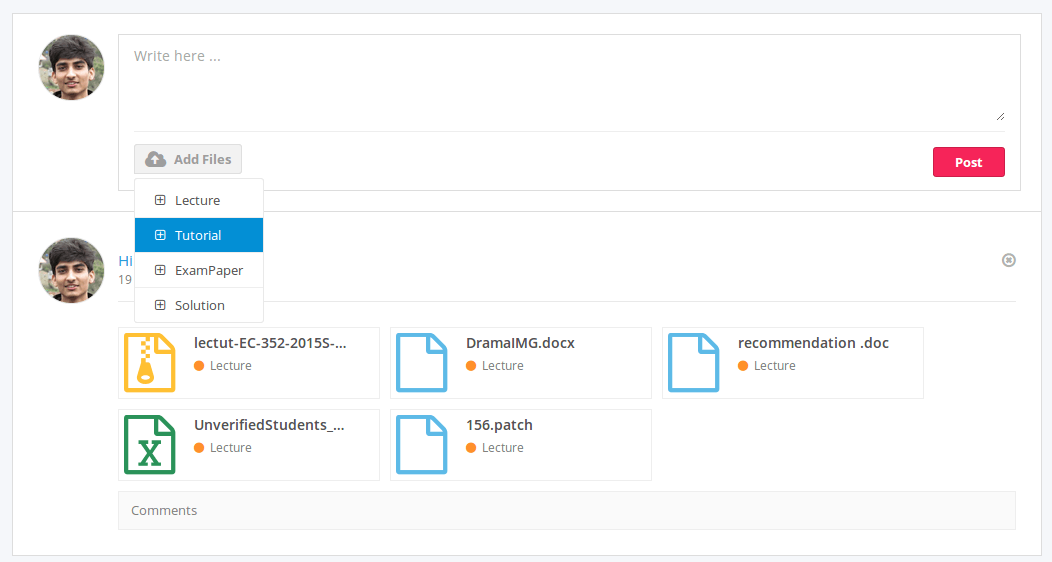 Write here ...
Add Files
Post
Lecture
Tutorial
ExamPaper
Solution
Hi
19
lectut-EC-352-2015S-...
Lecture
DramaIMG.docx
Lecture
recommendation .doc
Lecture
UnverifiedStudents_...
Lecture
156.patch
Lecture
Comments